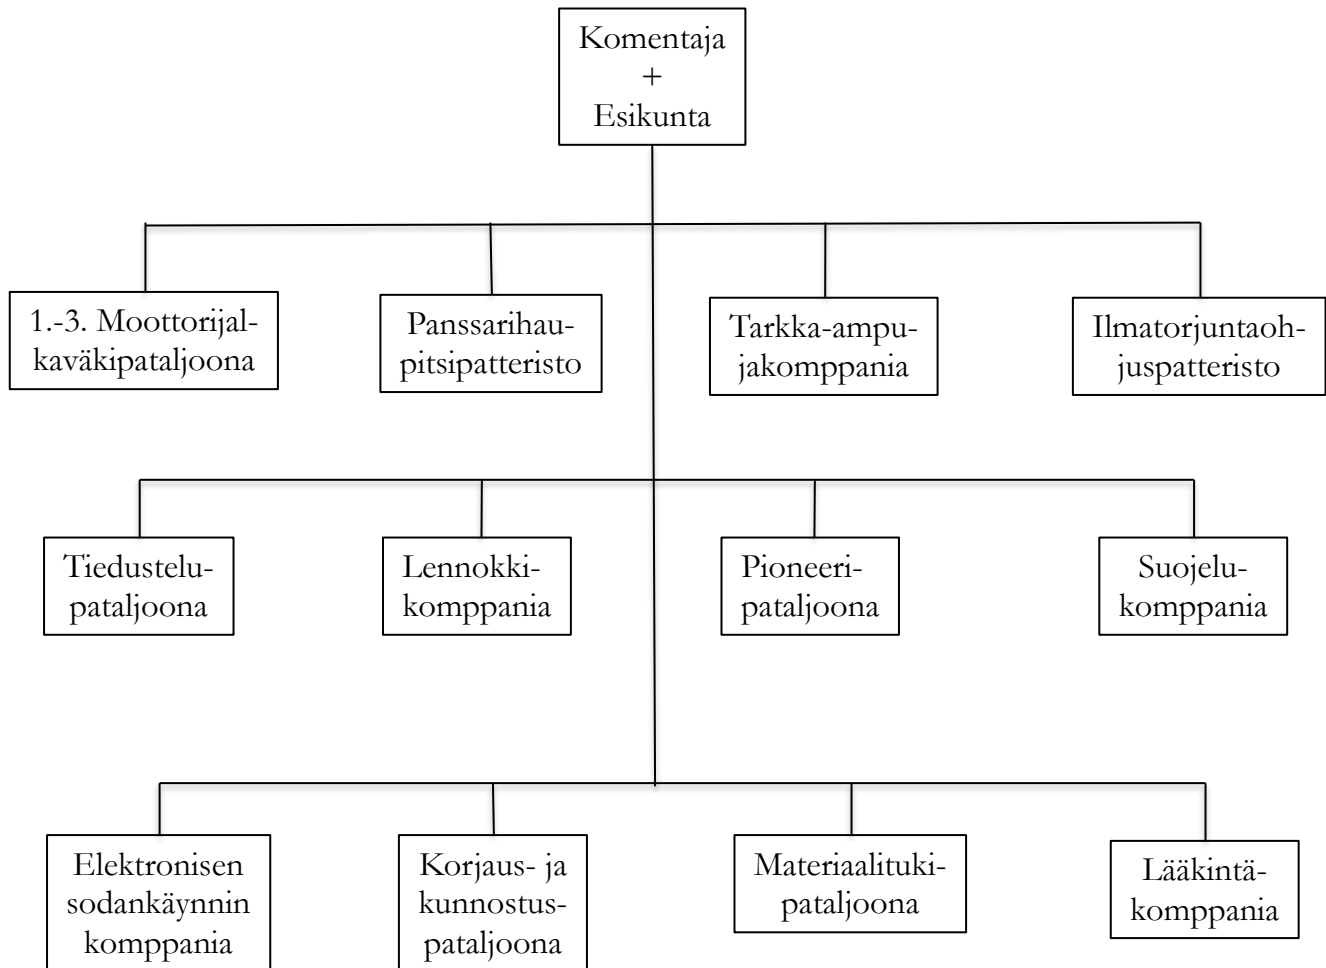 Komentaja
+
Esikunta
1.-3. Moottorijal-
kaväkipataljoona
Panssarihau-
pitsipatteristo
Tarkka-ampu-
jakomppania
Ilmatorjuntaoh-
juspatteristo
Tiedustelu-
pataljoona
Lennokki-
komppania
Pioneeri-
pataljoona
Suojelu-
komppania
Elektronisen
sodankäynnin
komppania
Korjaus- ja
kunnostus-
pataljoona
Materiaalituki-
pataljoona
Lääkintä-
komppania